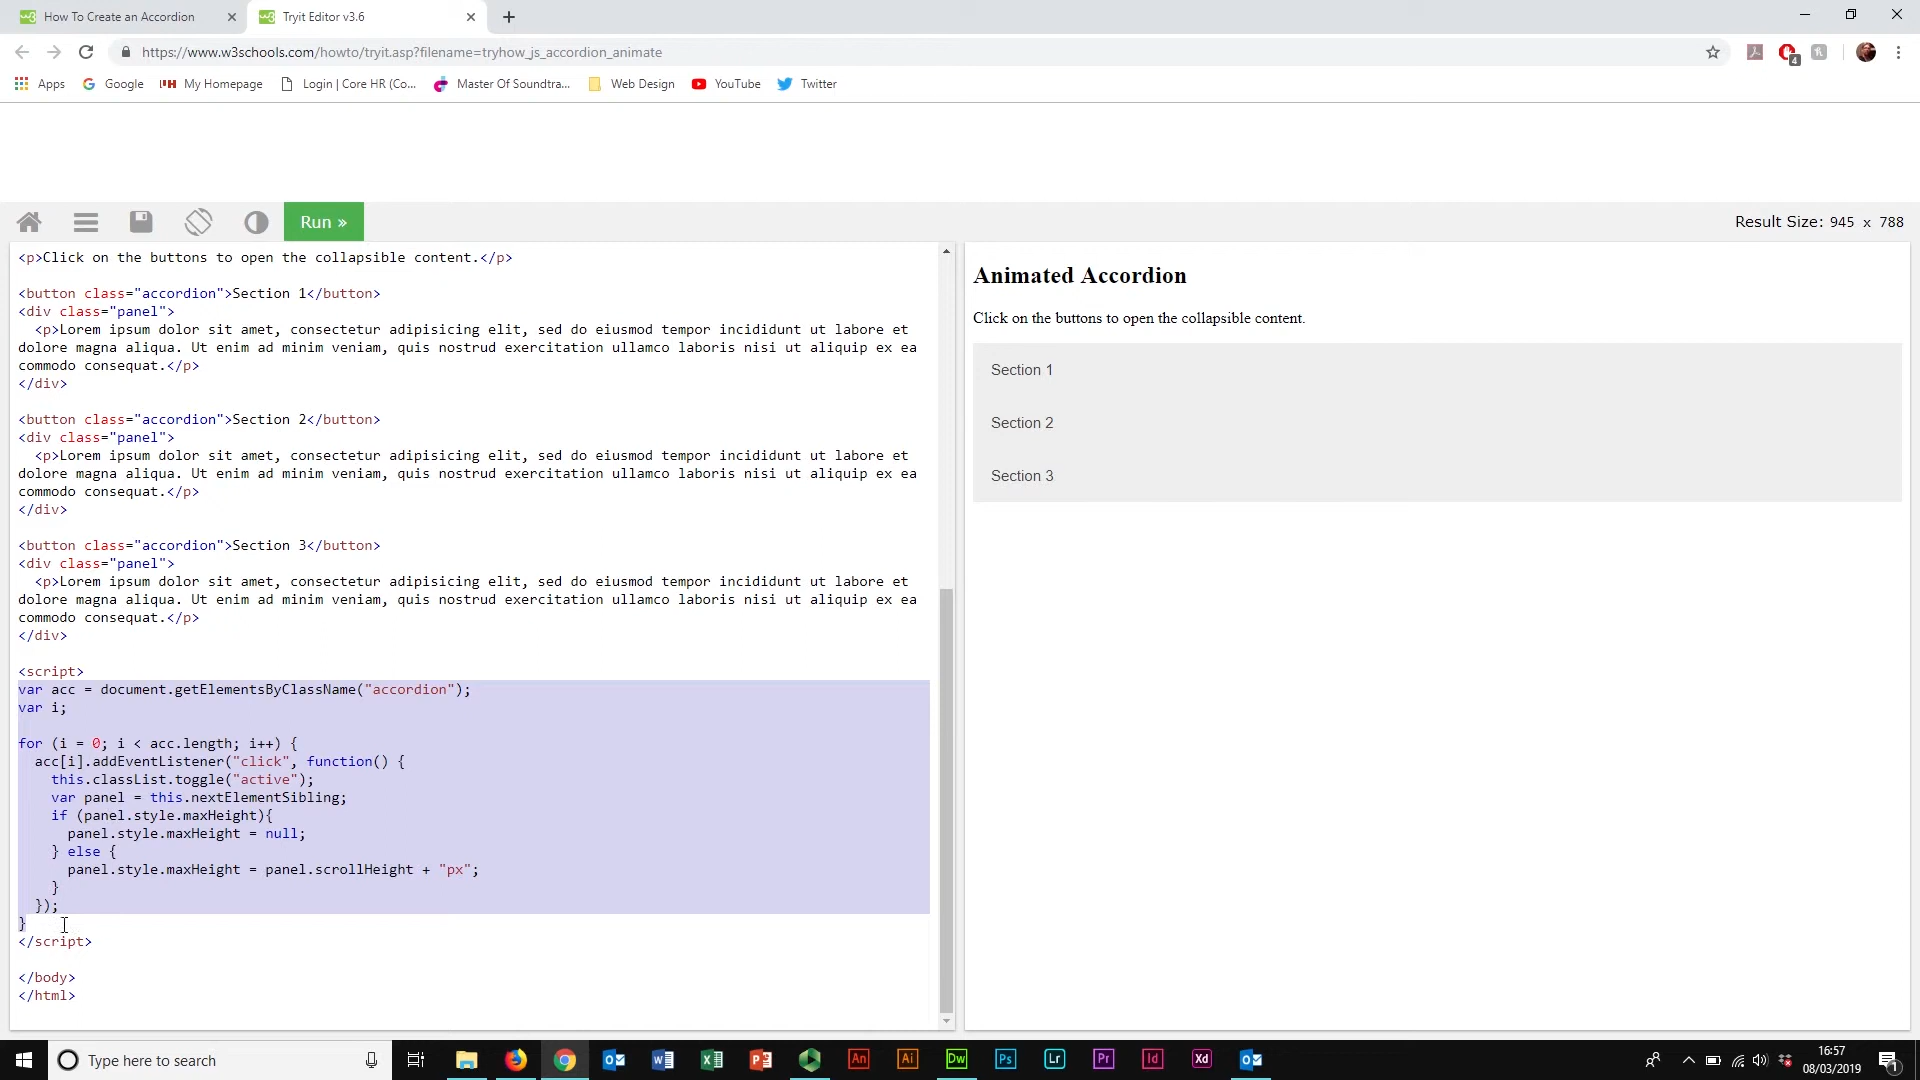 How To Create an Accordion
Tryit Editor v3.6
https://www.w3schools.com/howto/tryit.asp?filename=tryhow_js_accordion_animate
4
Apps
Google
My Homepage
Login | Core HR (Co...
Master Of Soundtra...
Web Design
YouTube
Twitter
Run »
Result Size: 945 x 788
<p>Click on the buttons to open the collapsible content.</p>
<button class="accordion">Section 1</button>
<div class="panel">
<p>Lorem ipsum dolor sit amet, consectetur adipisicing elit, sed do eiusmod tempor incididunt ut labore et
dolore magna aliqua. Ut enim ad minim veniam, quis nostrud exercitation ullamco laboris nisi ut aliquip ex ea
commodo consequat.</p>
</div>
<button class="accordion">Section 2</button>
<div class="panel">
<p>Lorem ipsum dolor sit amet, consectetur adipisicing elit, sed do eiusmod tempor incididunt ut labore et
dolore magna aliqua. Ut enim ad minim veniam, quis nostrud exercitation ullamco laboris nisi ut aliquip ex ea
commodo consequat.</p>
</div>
<button class="accordion">Section 3</button>
<div class="panel">
<p>Lorem ipsum dolor sit amet, consectetur adipisicing elit, sed do eiusmod tempor incididunt ut labore et
dolore magna aliqua. Ut enim ad minim veniam, quis nostrud exercitation ullamco laboris nisi ut aliquip ex ea
commodo consequat.</p>
</div>
<script>
var acc = document.getElementsByClassName("accordion");
var i;
for (i = 0; i < acc.length; i++) {
acc[i].addEventListener("click", function() {
this.classList.toggle("active");
var panel = this.nextElementSibling;
if (panel.style.maxHeight){
panel.style.maxHeight = null;
} else {
panel.style.maxHeight = panel.scrollHeight + "px";
}
});
}
</script>
</body>
</html>
Animated Accordion
Click on the buttons to open the collapsible content.
Section 1
Section 2
Section 3
Type here to search
An
Ai
Dw
Ps
Lr
Pr
Id
Xd
16:57
08/03/2019
1